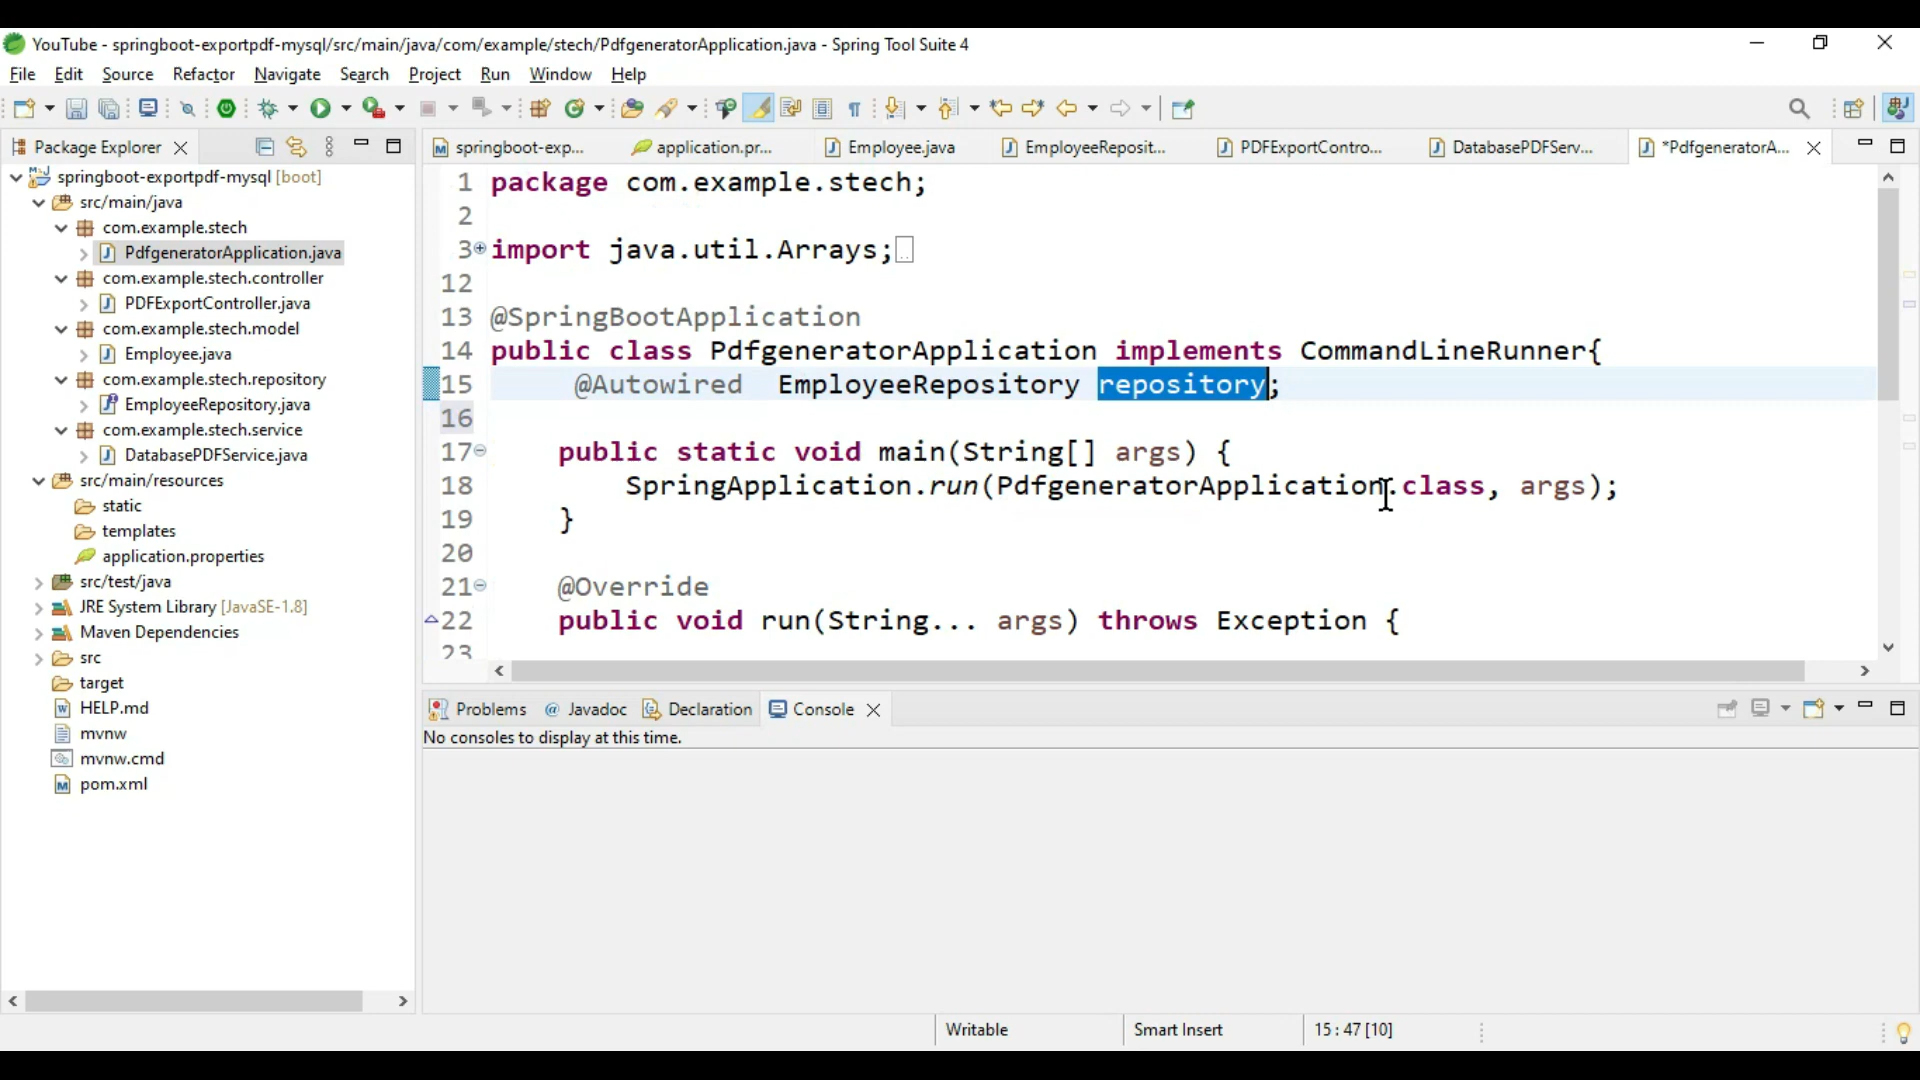 YouTube - springboot-exportpdf-mysql/src/main/java/com/example/stech/PdfgeneratorApplication.java - Spring Tool Suite 4
File Edit Source Refactor Navigate Search Project Run Window Help
Package Explorer
springboot-exp... application.pr... Employee.java EmployeeReposit... PDFExportContro... DatabasePDFServ... *PdfgeneratorA...
springboot-exportpdf-mysql [boot]
src/main/java
com.example.stech
PdfgeneratorApplication.java
com.example.stech.controller
PDFExportController.java
com.example.stech.model
Employee.java
com.example.stech.repository
EmployeeRepository.java
com.example.stech.service
DatabasePDFService.java
src/main/resources
static
templates
application.properties
src/test/java
JRE System Library [JavaSE-1.8]
Maven Dependencies
src
target
HELP.md
mvnw
mvnw.cmd
pom.xml
1 package com.example.stech;
2
3 import java.util.Arrays;
12
13 @SpringBootApplication
14 public class PdfgeneratorApplication implements CommandLineRunner{
15 @Autowired EmployeeRepository repository;
16
17 public static void main(String[] args) {
18 SpringApplication.run(PdfgeneratorApplication.class, args);
19 }
20
21 @Override
22 public void run(String... args) throws Exception {
23
Problems @ Javadoc Declaration Console
No consoles to display at this time.
Writable Smart Insert 15 : 47 [10]